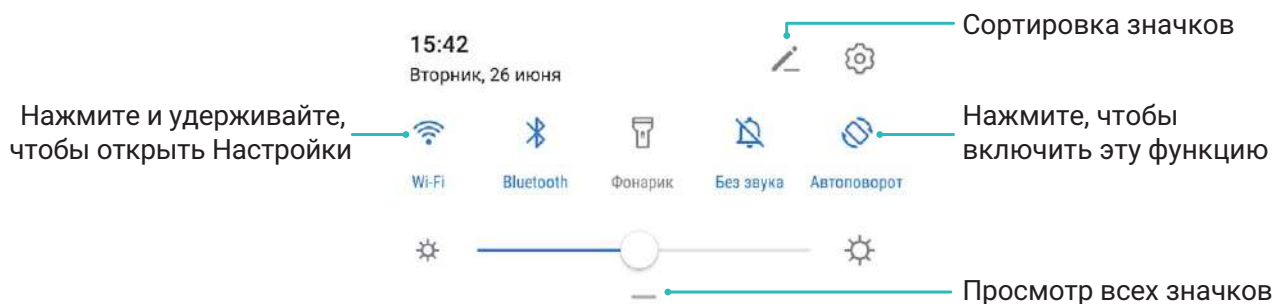 Сортировка значков
15:42
Вторник, 26 июня
Нажмите и удерживайте,
чтобы открыть Настройки
Нажмите, чтобы
включить эту функцию
Wi-Fi
Bluetooth
Фонарик
Без звука
Автоповорот
Просмотр всех значков